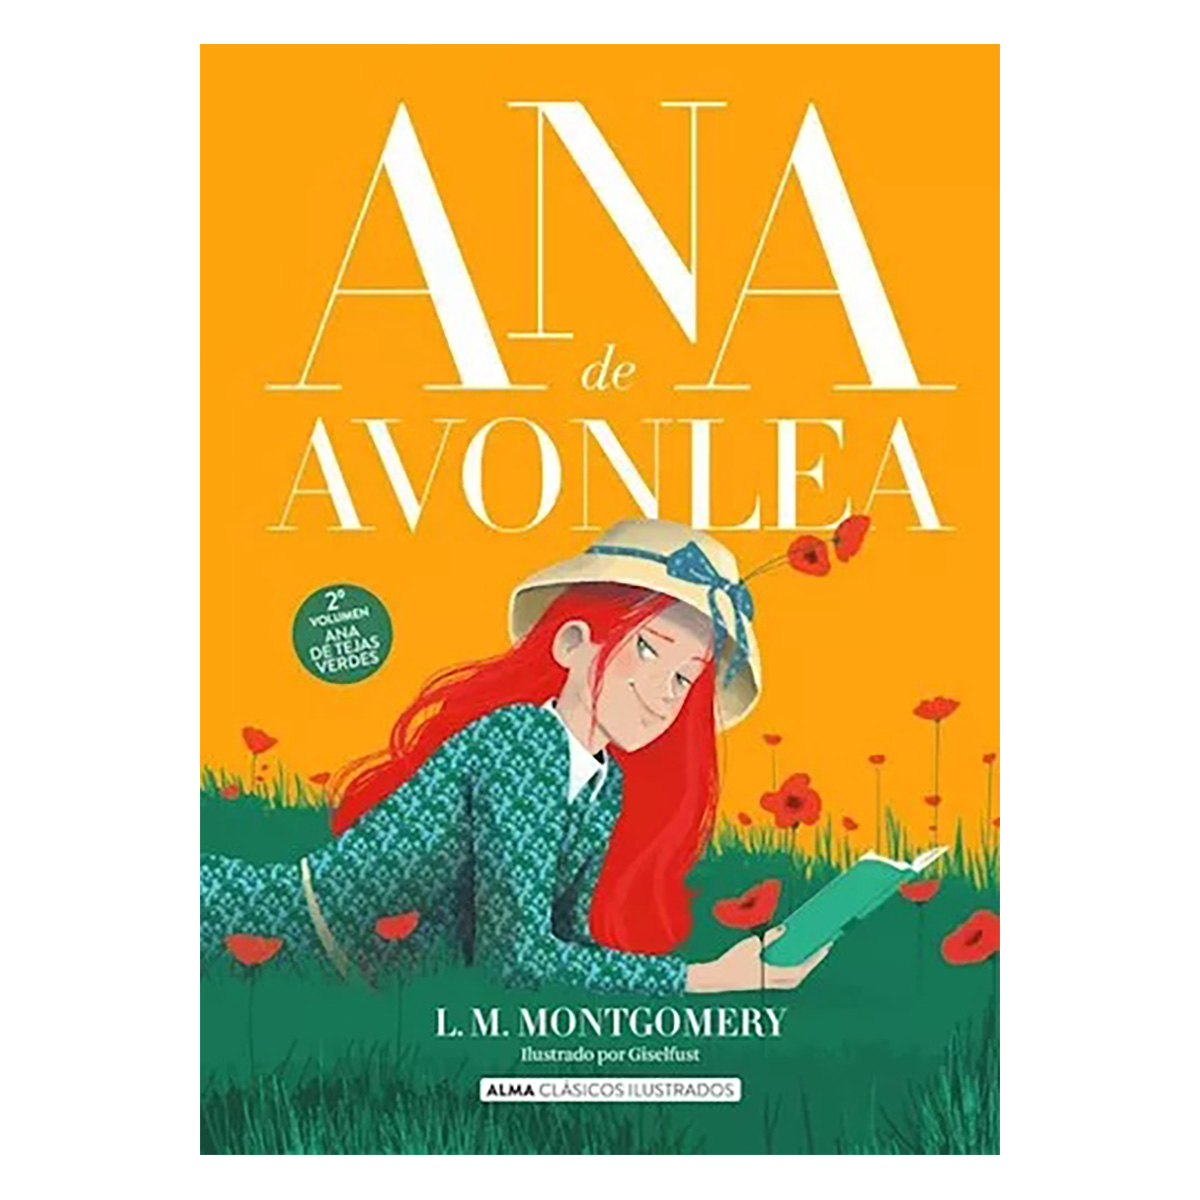 ANA
de
AVONLEA
2º
VOLUMEN
ANA
DE TEJAS
VERDES
L. M. MONTGOMERY
Ilustrado por Giselfust
ALMA CLÁSICOS ILUSTRADOS